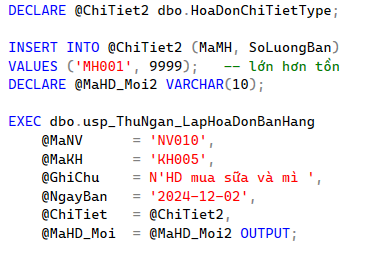 DECLARE @ChiTiet2 dbo.HoaDonChiTietType;
INSERT INTO @ChiTiet2 (MaMH, SoLuongBan)
VALUES ('MH001', 9999);   -- lớn hơn tồn
DECLARE @MaHD_Moi2 VARCHAR(10);
EXEC dbo.usp_ThuNgan_LapHoaDonBanHang
    @MaNV     = 'NV010',
    @MaKH     = 'KH005',
    @GhiChu   = N'HD mua sữa và mì ',
    @NgayBan  = '2024-12-02',
    @ChiTiet  = @ChiTiet2,
    @MaHD_Moi = @MaHD_Moi2 OUTPUT;